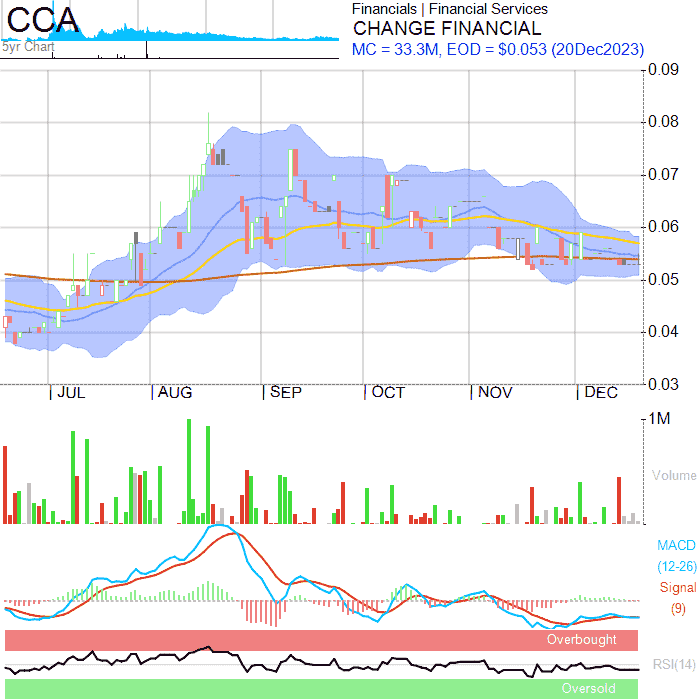 CCA
5yr Chart
Financials | Financial Services
CHANGE FINANCIAL
MC = 33.3M, EOD = $0.053 (20Dec2023)
0.09
0.08
0.07
0.06
0.05
0.04
0.03
JUL AUG SEP OCT NOV DEC
1M
Volume
MACD
(12-26)
Signal
(9)
Overbought
RSI(14)
Oversold